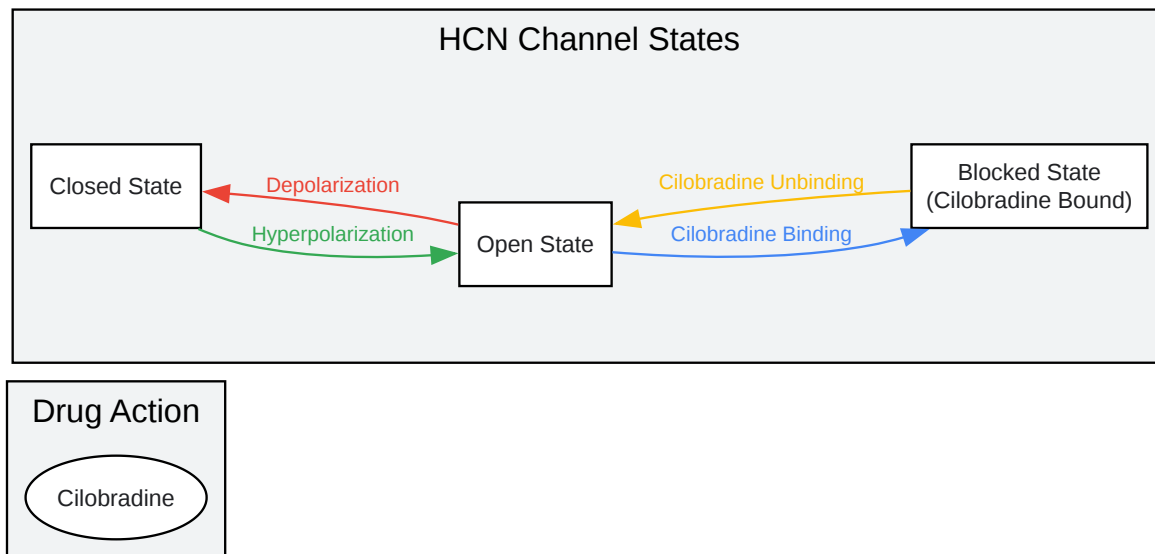 HCN Channel States
Closed State
Depolarization
Hyperpolarization
Open State
Cilobradine Unbinding
Cilobradine Binding
Blocked State
(Cilobradine Bound)
Drug Action
Cilobradine